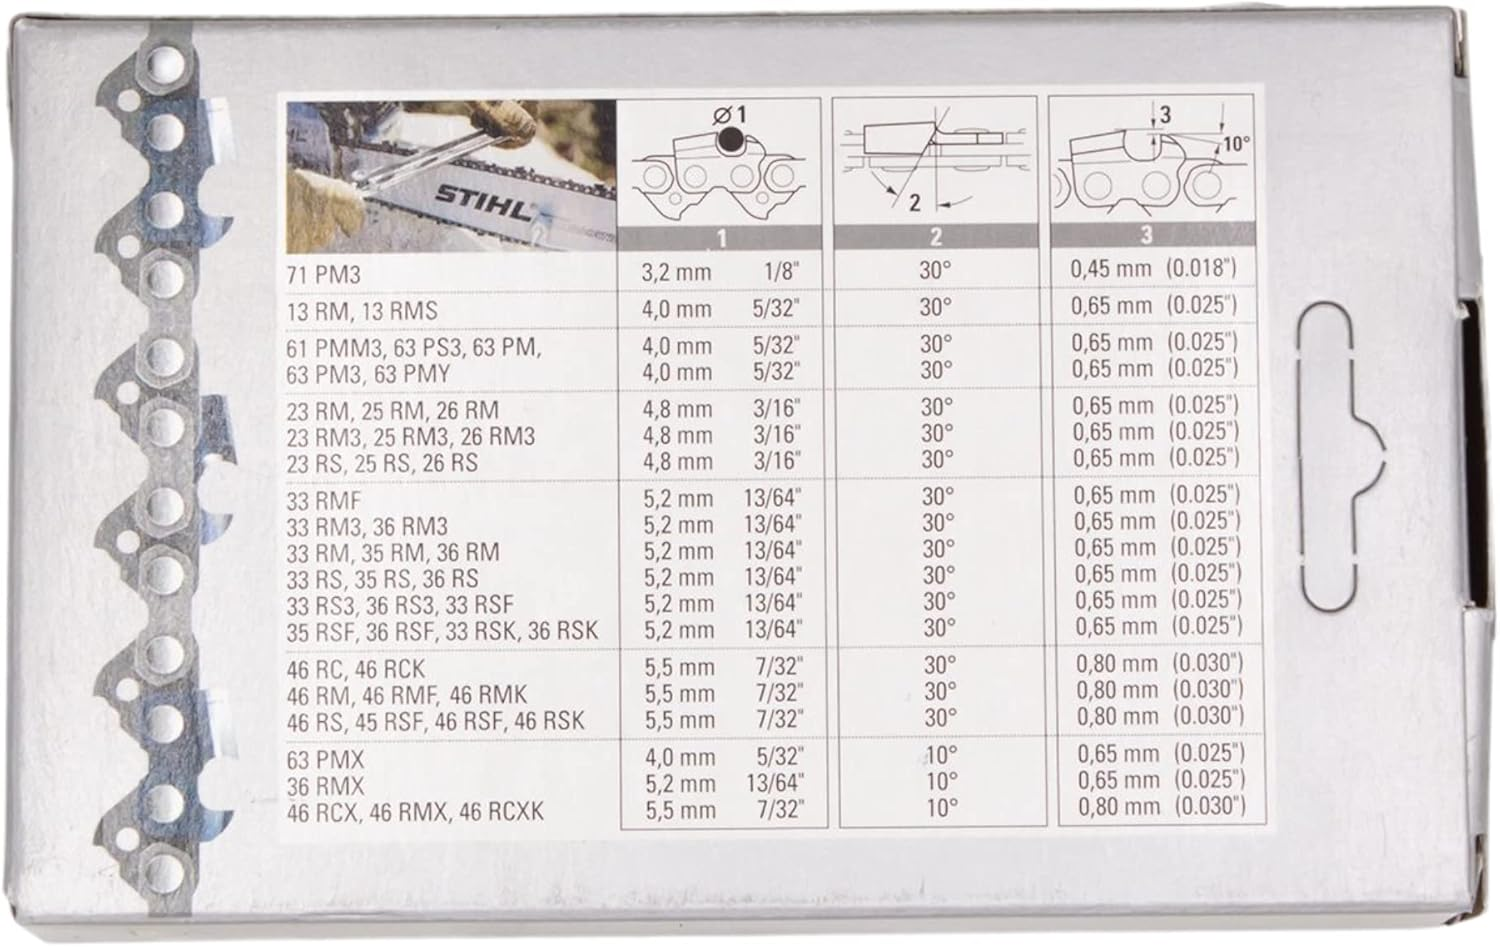 STIHL
Ø 1
2
3
10°
1 2 3
71 PM3 3,2 mm 1/8" 30° 0,45 mm (0.018")
13 RM, 13 RMS 4,0 mm 5/32" 30° 0,65 mm (0.025")
61 PMM3, 63 PS3, 63 PM, 4,0 mm 5/32" 30° 0,65 mm (0.025")
63 PM3, 63 PMY 4,0 mm 5/32" 30° 0,65 mm (0.025")
23 RM, 25 RM, 26 RM 4,8 mm 3/16" 30° 0,65 mm (0.025")
23 RM3, 25 RM3, 26 RM3 4,8 mm 3/16" 30° 0,65 mm (0.025")
23 RS, 25 RS, 26 RS 4,8 mm 3/16" 30° 0,65 mm (0.025")
33 RMF 5,2 mm 13/64" 30° 0,65 mm (0.025")
33 RM3, 36 RM3 5,2 mm 13/64" 30° 0,65 mm (0.025")
33 RM, 35 RM, 36 RM 5,2 mm 13/64" 30° 0,65 mm (0.025")
33 RS, 35 RS, 36 RS 5,2 mm 13/64" 30° 0,65 mm (0.025")
33 RS3, 36 RS3, 33 RSF 5,2 mm 13/64" 30° 0,65 mm (0.025")
35 RSF, 36 RSF, 33 RSK, 36 RSK 5,2 mm 13/64" 30° 0,65 mm (0.025")
46 RC, 46 RCK 5,5 mm 7/32" 30° 0,80 mm (0.030")
46 RM, 46 RMF, 46 RMK 5,5 mm 7/32" 30° 0,80 mm (0.030")
46 RS, 45 RSF, 46 RSF, 46 RSK 5,5 mm 7/32" 30° 0,80 mm (0.030")
63 PMX 4,0 mm 5/32" 10° 0,65 mm (0.025")
36 RMX 5,2 mm 13/64" 10° 0,65 mm (0.025")
46 RCX, 46 RMX, 46 RCXK 5,5 mm 7/32" 10° 0,80 mm (0.030")